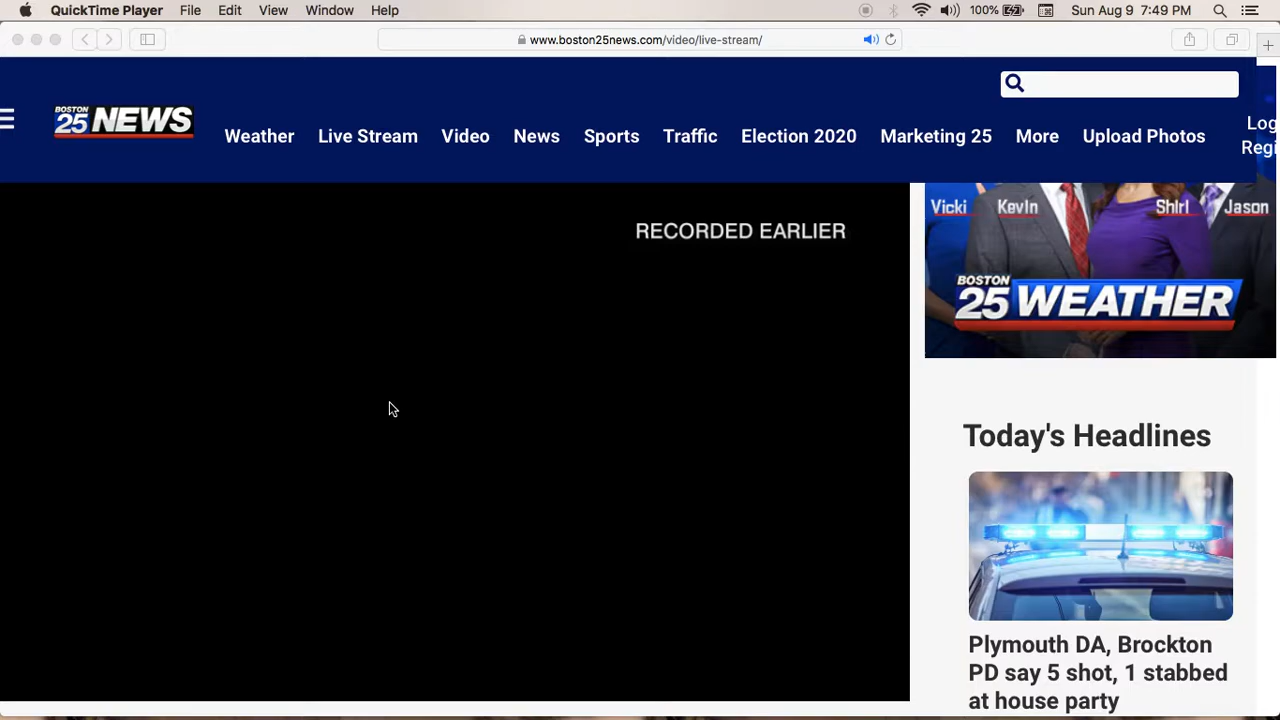 QuickTime Player File Edit View Window Help 100% Sun Aug 9 7:49 PM
www.boston25news.com/video/live-stream/
BOSTON
25 NEWS
Weather Live Stream Video News Sports Traffic Election 2020 Marketing 25 More Upload Photos
Log
Regi
RECORDED EARLIER
Vicki Kevin Shiri Jason
BOSTON
25 WEATHER
Today's Headlines
Plymouth DA, Brockton
PD say 5 shot, 1 stabbed
at house party